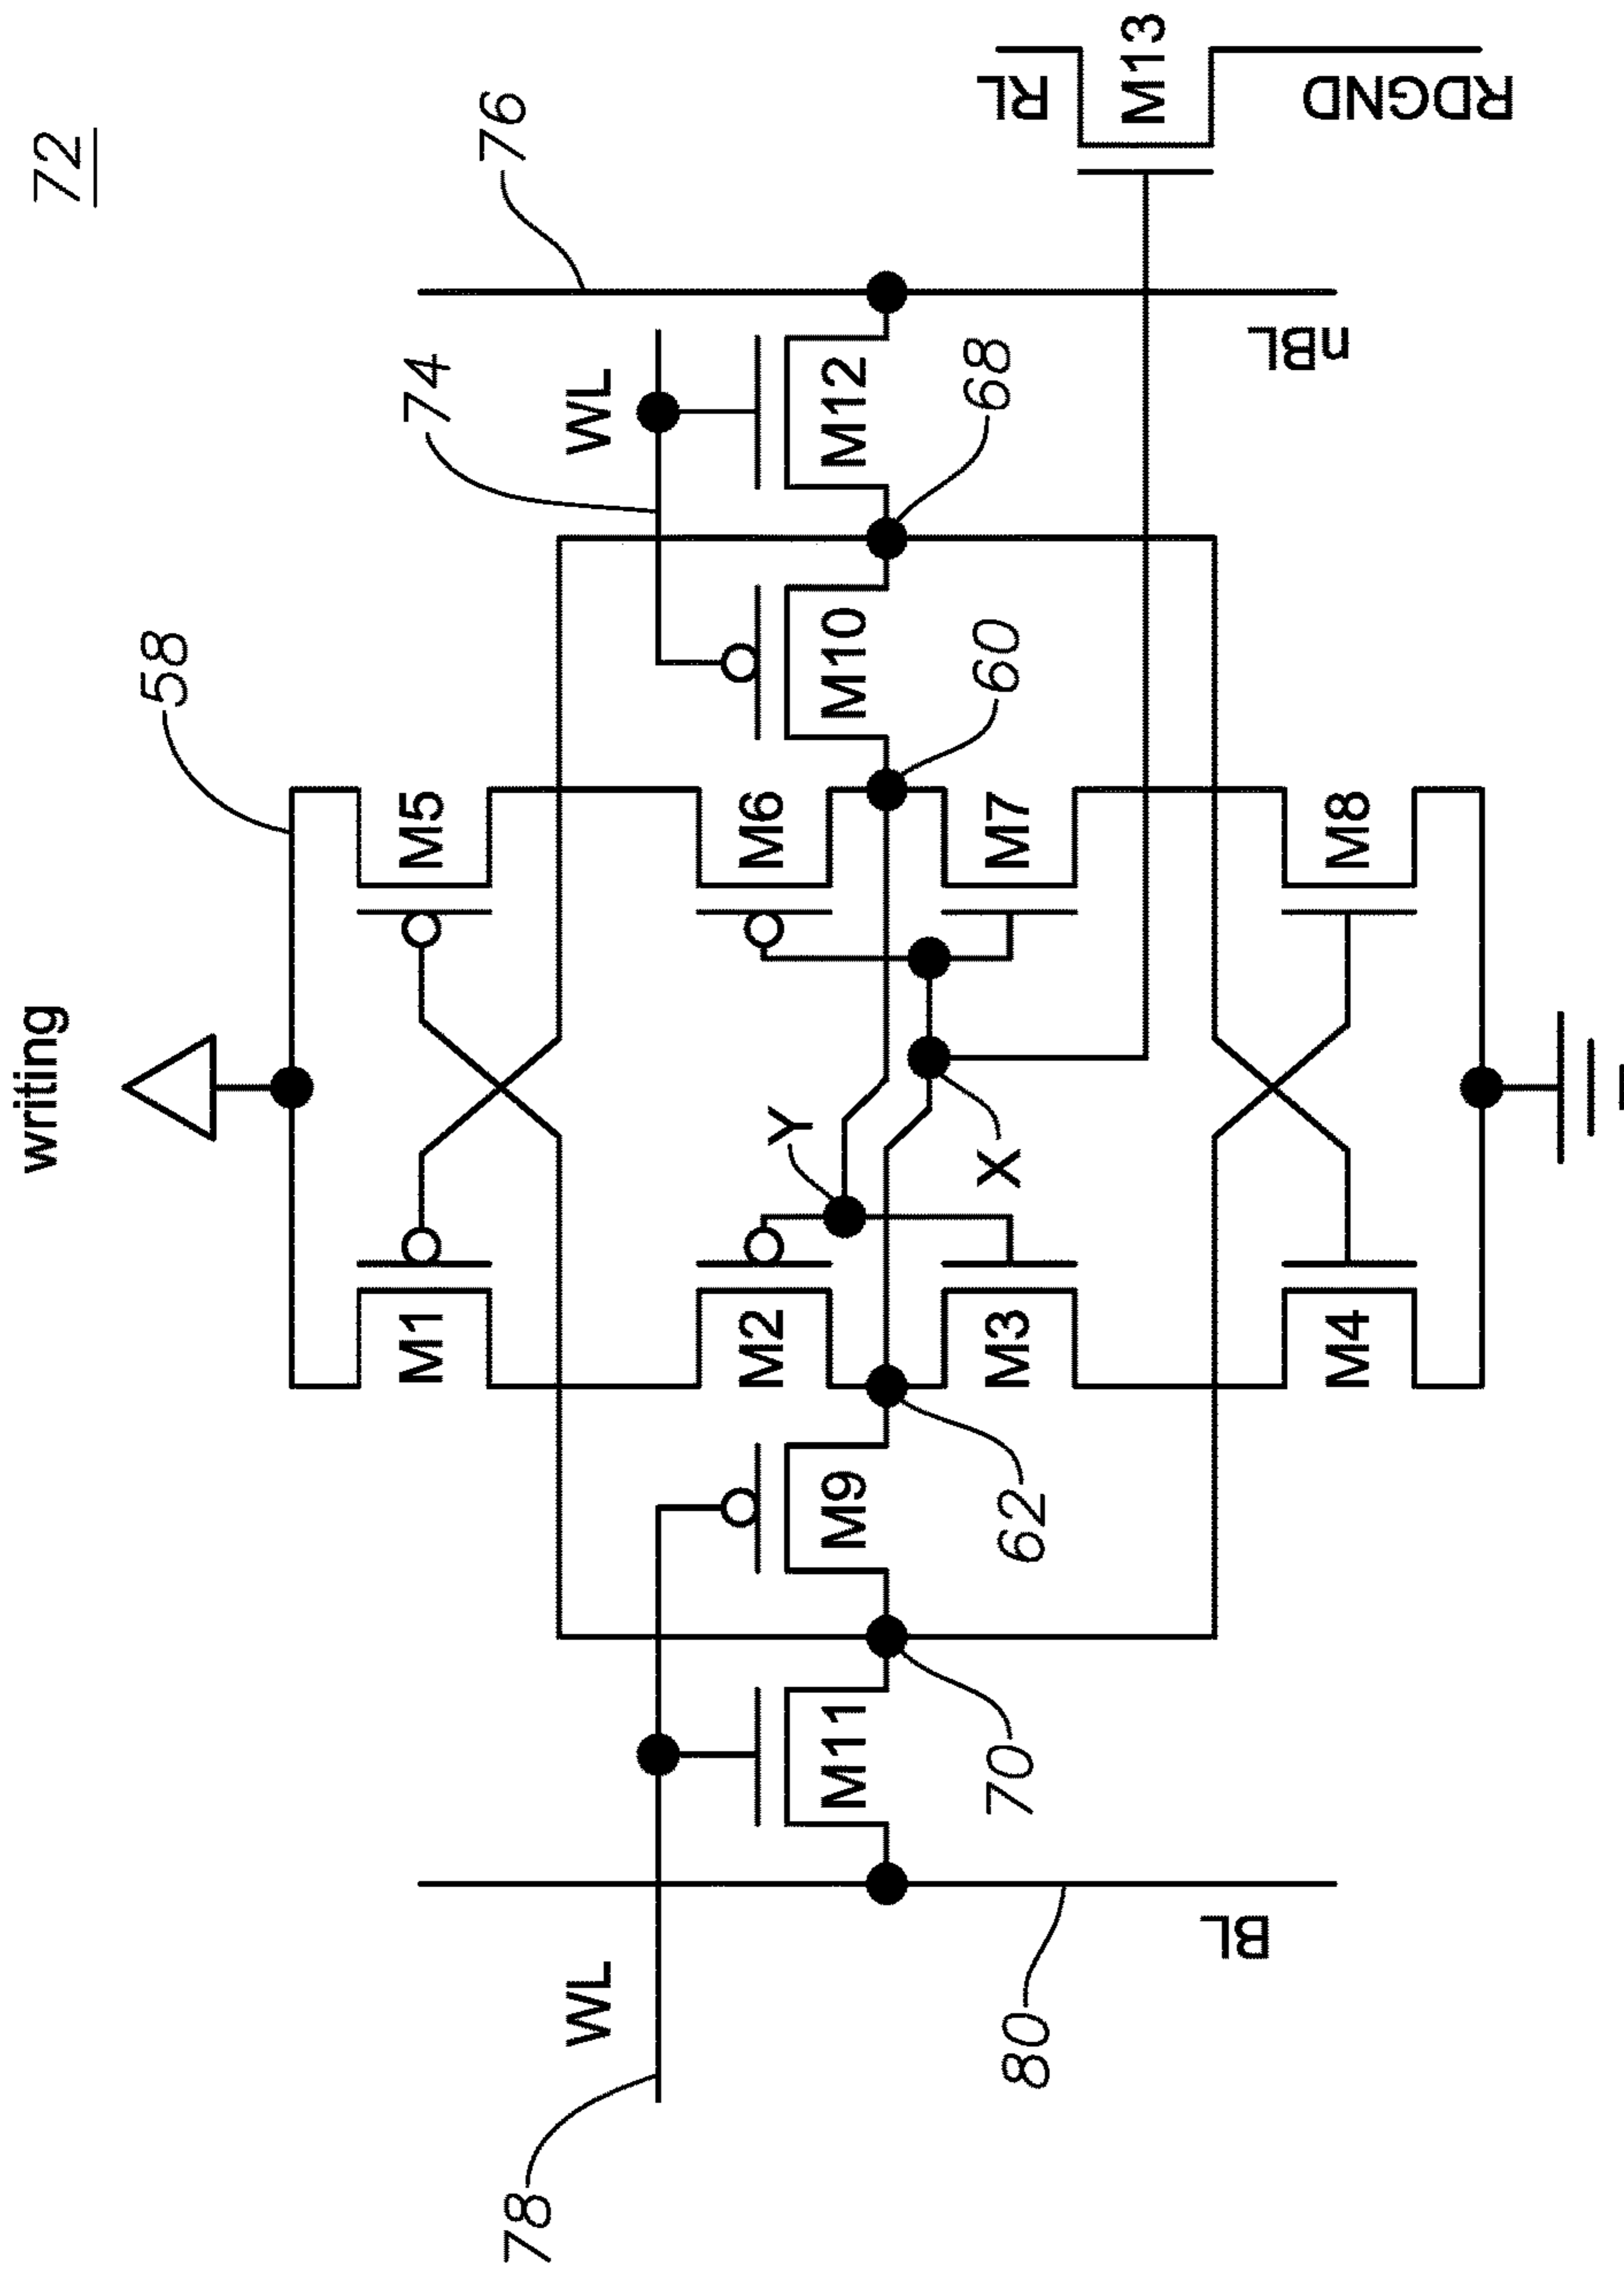 72
writing
58
76
74
WL
M5
M10
M12
M1
Y
M6
60
68
nBL
RL
M13
RDGND
M2
X
M7
M9
62
M3
M8
M4
WL
M11
70
78
80
BL